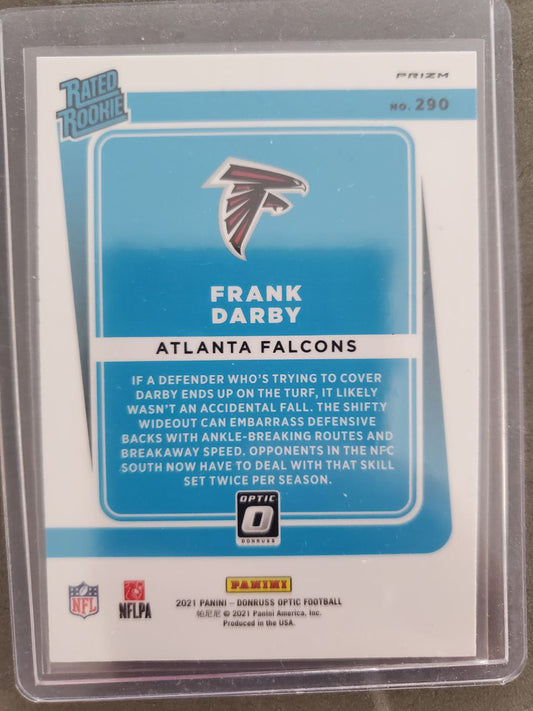 RATED
ROOKIE
PRIZM
NO. 290
FRANK
DARBY
ATLANTA FALCONS
IF A DEFENDER WHO'S TRYING TO COVER
DARBY ENDS UP ON THE TURF, IT LIKELY
WASN'T AN ACCIDENTAL FALL. THE SHIFTY
WIDEOUT CAN EMBARRASS DEFENSIVE
BACKS WITH ANKLE-BREAKING ROUTES AND
BREAKAWAY SPEED. OPPONENTS IN THE NFC
SOUTH NOW HAVE TO DEAL WITH THAT SKILL
SET TWICE PER SEASON.
OPTIC
DONRUSS
PANINI
NFL
NFLPA
2021 PANINI – DONRUSS OPTIC FOOTBALL
帕尼尼 © 2021 Panini America, Inc.
Produced in the USA.